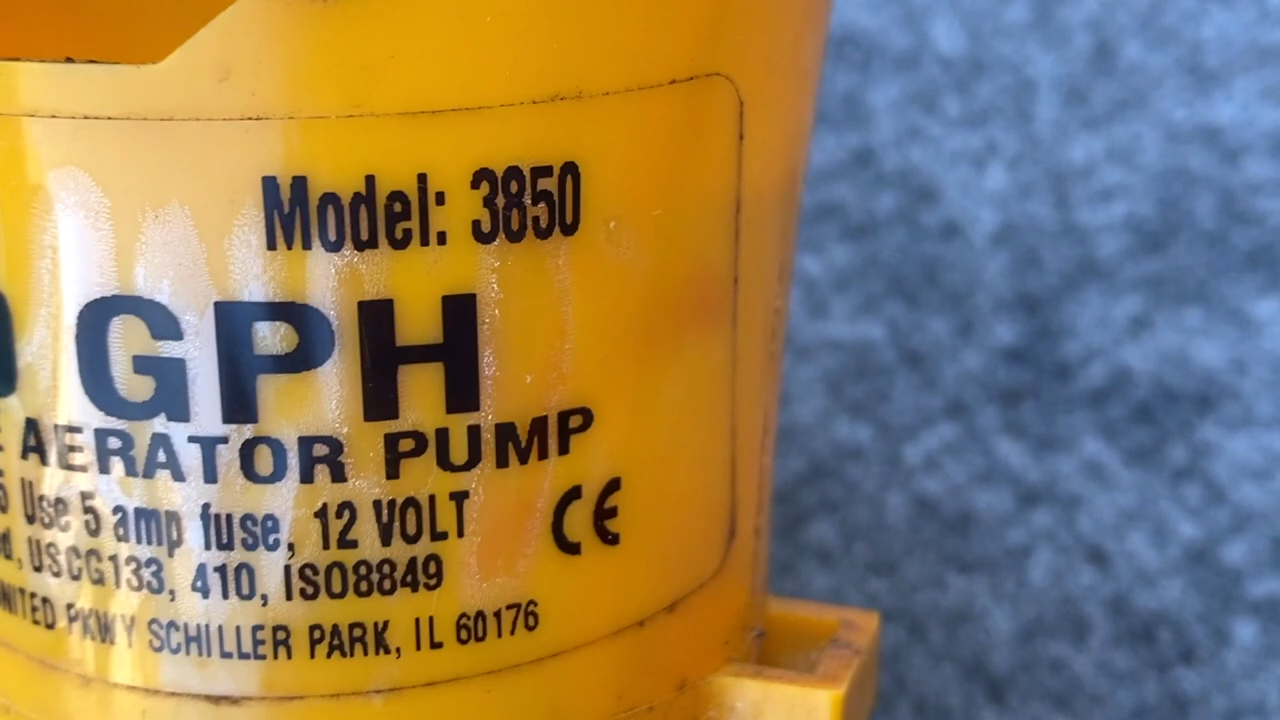 Model: 3850
GPH
AERATOR PUMP
Use 5 amp fuse, 12 VOLT
CE
USCG133, 410, ISO8849
PKWY SCHILLER PARK, IL 60176